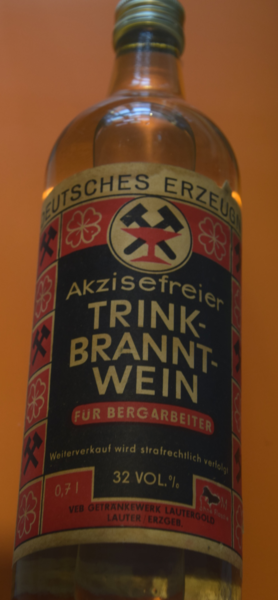 DEUTSCHES ERZEUG
Akzisefreier
TRINK-
BRANNT-
WEIN
FÜR BERGARBEITER
Weiterverkauf wird strafrechtlich verfolgt
0,7 l
32 VOL.%
VEB GETRÄNKEWERK LAUTERGOLD
LAUTER/ERZGEB.